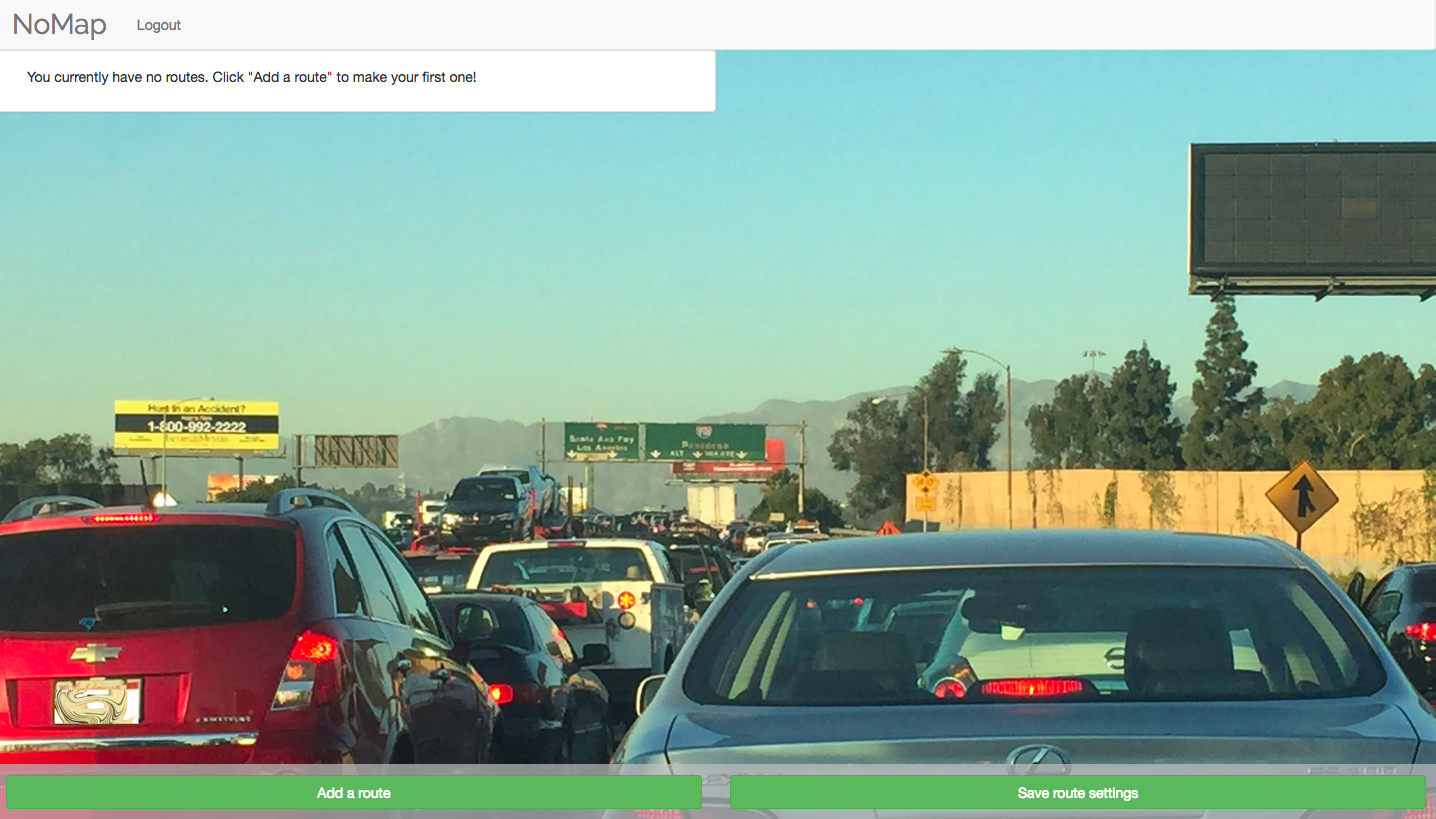 NoMap Logout
You currently have no routes. Click "Add a route" to make your first one!
Hurt in an Accident?
1-800-992-2222
Santa Ana Fwy
Los Angeles
Pasadena
ALT
Add a route
Save route settings